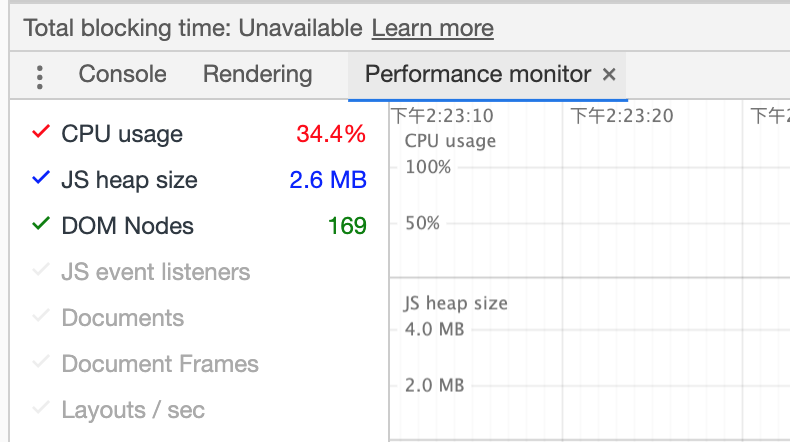 Total blocking time: Unavailable Learn more
Console Rendering Performance monitor ×
CPU usage 34.4%
JS heap size 2.6 MB
DOM Nodes 169
JS event listeners
Documents
Document Frames
Layouts / sec
下午2:23:10 下午2:23:20 下午2
CPU usage
100%
50%
JS heap size
4.0 MB
2.0 MB